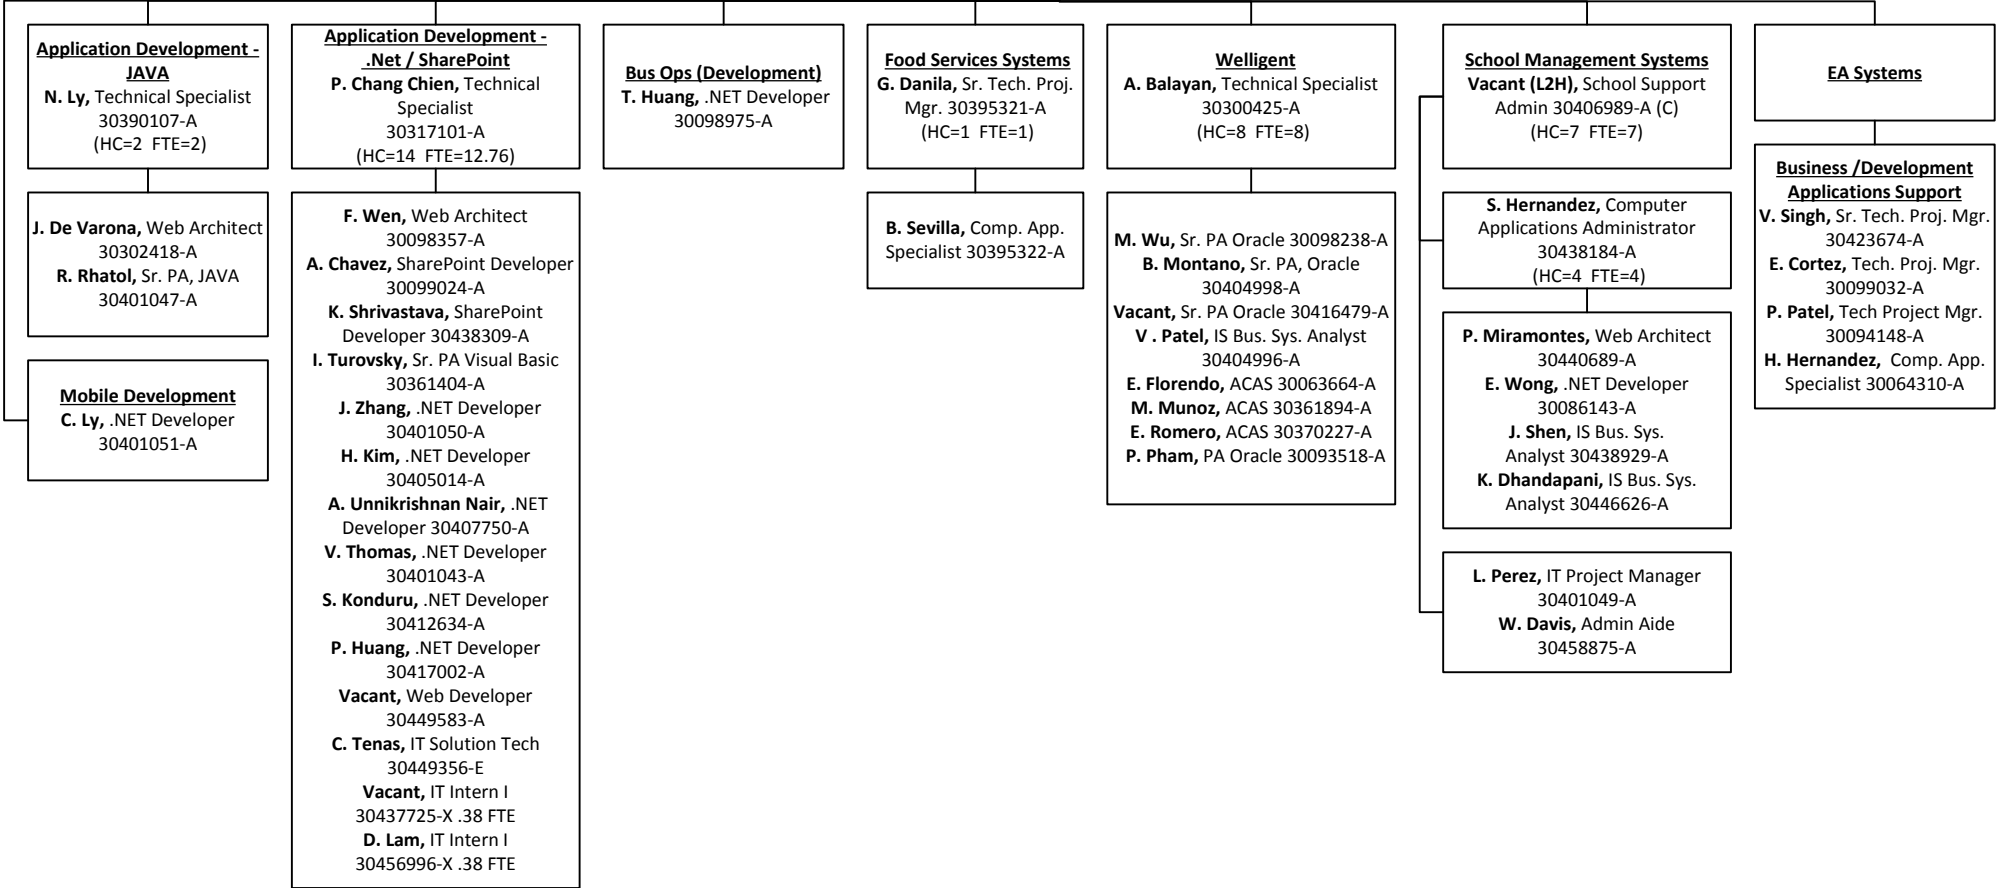 Application Development -
JAVA
N. Ly, Technical Specialist
30390107-A
(HC=2 FTE=2)
J. De Varona, Web Architect
30302418-A
R. Rhatol, Sr. PA, JAVA
30401047-A
Mobile Development
C. Ly, .NET Developer
30401051-A
Application Development -
.Net / SharePoint
P. Chang Chien, Technical
Specialist
30317101-A
(HC=14 FTE=12.76)
F. Wen, Web Architect
30098357-A
A. Chavez, SharePoint Developer
30099024-A
K. Shrivastava, SharePoint
Developer 30438309-A
I. Turovsky, Sr. PA Visual Basic
30361404-A
J. Zhang, .NET Developer
30401050-A
H. Kim, .NET Developer
30405014-A
A. Unnikrishnan Nair, .NET
Developer 30407750-A
V. Thomas, .NET Developer
30401043-A
S. Konduru, .NET Developer
30412634-A
P. Huang, .NET Developer
30417002-A
Vacant, Web Developer
30449583-A
C. Tenas, IT Solution Tech
30449356-E
Vacant, IT Intern I
30437725-X .38 FTE
D. Lam, IT Intern I
30456996-X .38 FTE
Bus Ops (Development)
T. Huang, .NET Developer
30098975-A
Food Services Systems
G. Danila, Sr. Tech. Proj.
Mgr. 30395321-A
(HC=1 FTE=1)
B. Sevilla, Comp. App.
Specialist 30395322-A
Welligent
A. Balayan, Technical Specialist
30300425-A
(HC=8 FTE=8)
M. Wu, Sr. PA Oracle 30098238-A
B. Montano, Sr. PA, Oracle
30404998-A
Vacant, Sr. PA Oracle 30416479-A
V . Patel, IS Bus. Sys. Analyst
30404996-A
E. Florendo, ACAS 30063664-A
M. Munoz, ACAS 30361894-A
E. Romero, ACAS 30370227-A
P. Pham, PA Oracle 30093518-A
School Management Systems
Vacant (L2H), School Support
Admin 30406989-A (C)
(HC=7 FTE=7)
S. Hernandez, Computer
Applications Administrator
30438184-A
(HC=4 FTE=4)
P. Miramontes, Web Architect
30440689-A
E. Wong, .NET Developer
30086143-A
J. Shen, IS Bus. Sys.
Analyst 30438929-A
K. Dhandapani, IS Bus. Sys.
Analyst 30446626-A
L. Perez, IT Project Manager
30401049-A
W. Davis, Admin Aide
30458875-A
EA Systems
Business /Development
Applications Support
V. Singh, Sr. Tech. Proj. Mgr.
30423674-A
E. Cortez, Tech. Proj. Mgr.
30099032-A
P. Patel, Tech Project Mgr.
30094148-A
H. Hernandez, Comp. App.
Specialist 30064310-A